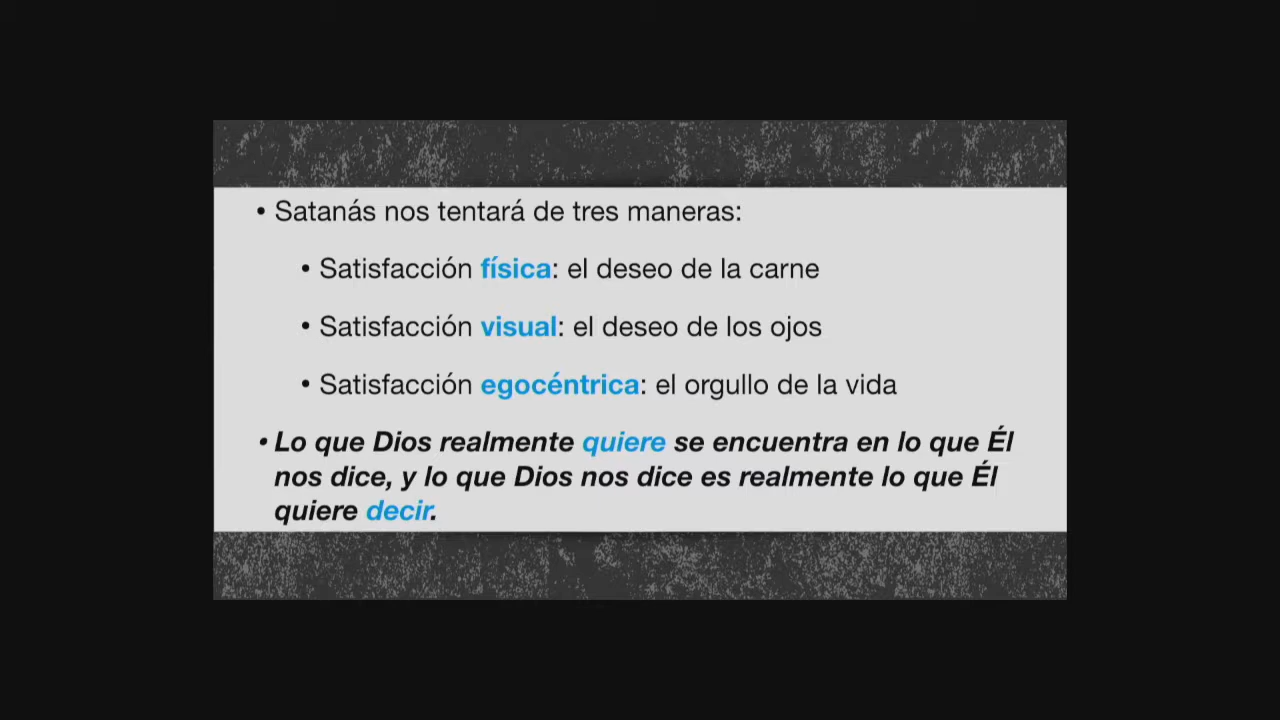 • Satanás nos tentará de tres maneras:
• Satisfacción física: el deseo de la carne
• Satisfacción visual: el deseo de los ojos
• Satisfacción egocéntrica: el orgullo de la vida
• Lo que Dios realmente quiere se encuentra en lo que Él
nos dice, y lo que Dios nos dice es realmente lo que Él
quiere decir.